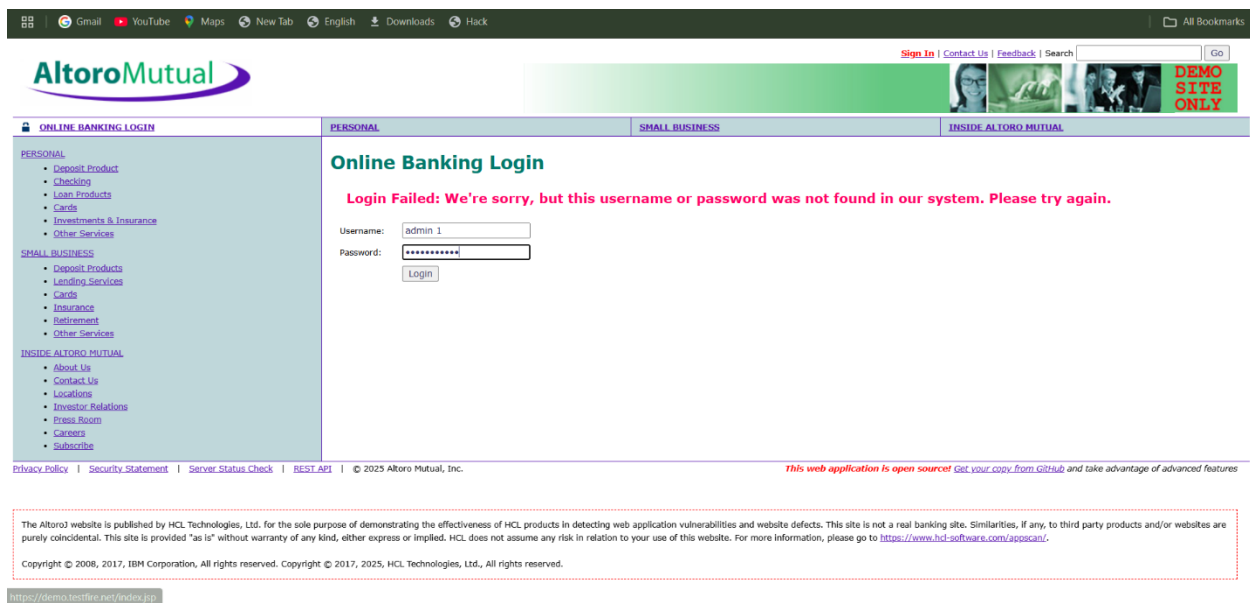 Gmail YouTube Maps New Tab English Downloads Hack All Bookmarks
Sign In | Contact Us | Feedback | Search Go
AltoroMutual
DEMO
SITE
ONLY
ONLINE BANKING LOGIN PERSONAL SMALL BUSINESS INSIDE ALTORO MUTUAL
PERSONAL
• Deposit Product
• Checking
• Loan Products
• Cards
• Investments & Insurance
• Other Services
SMALL BUSINESS
• Deposit Products
• Lending Services
• Cards
• Insurance
• Retirement
• Other Services
INSIDE ALTORO MUTUAL
• About Us
• Contact Us
• Locations
• Investor Relations
• Press Room
• Careers
• Subscribe
Online Banking Login
Login Failed: We're sorry, but this username or password was not found in our system. Please try again.
Username: admin 1
Password: •••••••••••
Login
Privacy Policy | Security Statement | Server Status Check | REST API | © 2025 Altoro Mutual, Inc. This web application is open source! Get your copy from GitHub and take advantage of advanced features
The AltoroJ website is published by HCL Technologies, Ltd. for the sole purpose of demonstrating the effectiveness of HCL products in detecting web application vulnerabilities and website defects. This site is not a real banking site. Similarities, if any, to third party products and/or websites are
purely coincidental. This site is provided "as is" without warranty of any kind, either express or implied. HCL does not assume any risk in relation to your use of this website. For more information, please go to https://www.hcl-software.com/appscan/.
Copyright © 2008, 2017, IBM Corporation, All rights reserved. Copyright © 2017, 2025, HCL Technologies, Ltd., All rights reserved.
https://demo.testfire.net/index.jsp